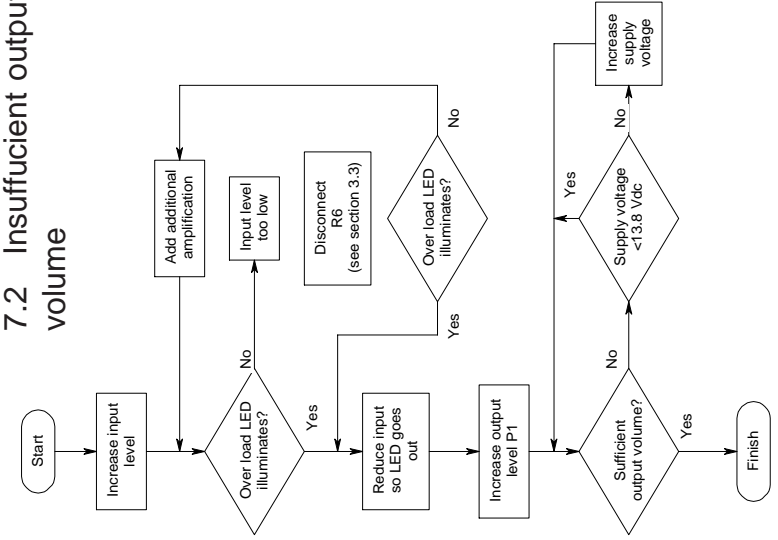 7.2 Insuffucient output
volume
Start
Increase input
level
Over load LED
illuminates?
No
Yes
Add additional
amplification
Input level
too low
Disconnect
R6
(see section 3.3)
Over load LED
illuminates?
No
Yes
Reduce input
so LED goes
out
Increase output
level P1
Sufficient
output volume?
No
Yes
Supply voltage
<13.8 Vdc
Yes
No
Increase
supply
voltage
Finish